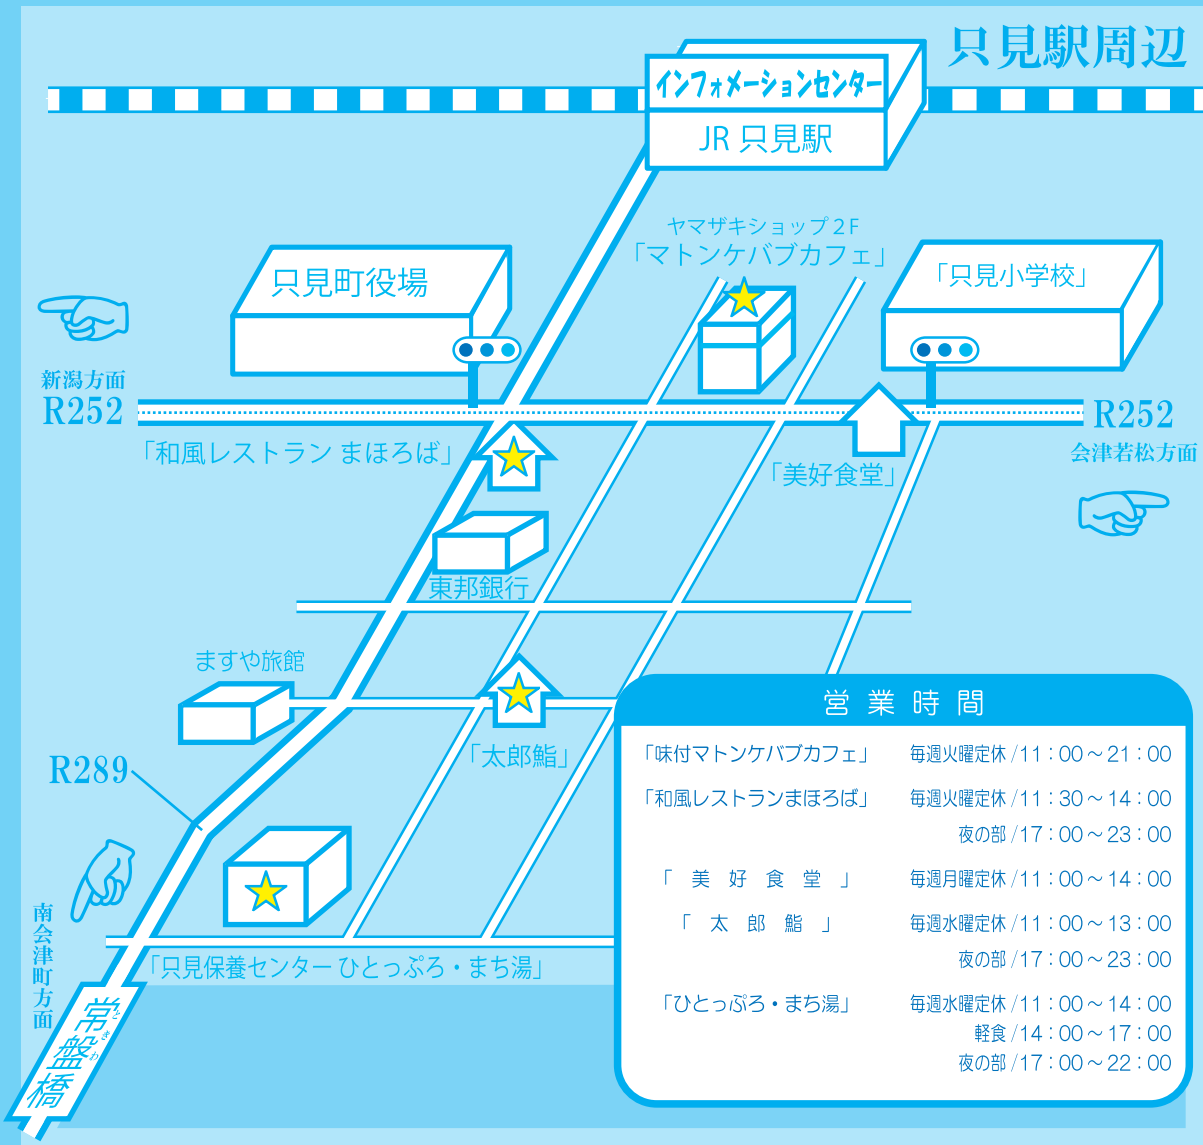 只見駅周辺
インフォメーションセンター
JR 只見駅
ヤマザキショップ２F
「マトンケバブカフェ」
只見町役場
「只見小学校」
新潟方面
R252
R252
会津若松方面
「和風レストラン まほろば」
「美好食堂」
東邦銀行
ますや旅館
「太郎鮨」
R289
南会津町方面
「只見保養センター ひとっぷろ・まち湯」
常盤橋
ときわ
営業時間
「味付マトンケバブカフェ」 毎週火曜定休 /11：00～21：00
「和風レストランまほろば」 毎週火曜定休 /11：30～14：00
夜の部 /17：00～23：00
「美好食堂」 毎週月曜定休 /11：00～14：00
「太郎鮨」 毎週水曜定休 /11：00～13：00
夜の部 /17：00～23：00
「ひとっぷろ・まち湯」 毎週水曜定休 /11：00～14：00
軽食 /14：00～17：00
夜の部 /17：00～22：00